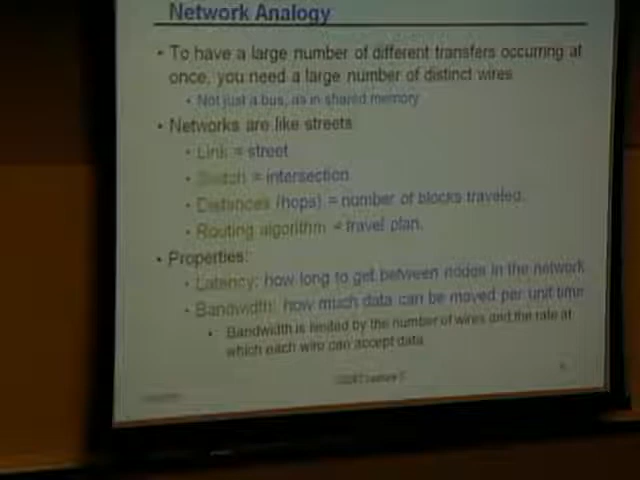 Network Analogy
• To have a large number of different transfers occurring at
once, you need a large number of distinct wires
• Not just a bus, as in shared memory
• Networks are like streets:
• Link = street.
• Switch = intersection.
• Distances (hops) = number of blocks traveled.
• Routing algorithm = travel plan.
• Properties:
• Latency: how long to get between nodes in the network
• Bandwidth: how much data can be moved per unit time
• Bandwidth is limited by the number of wires and the rate at
which each wire can accept data.